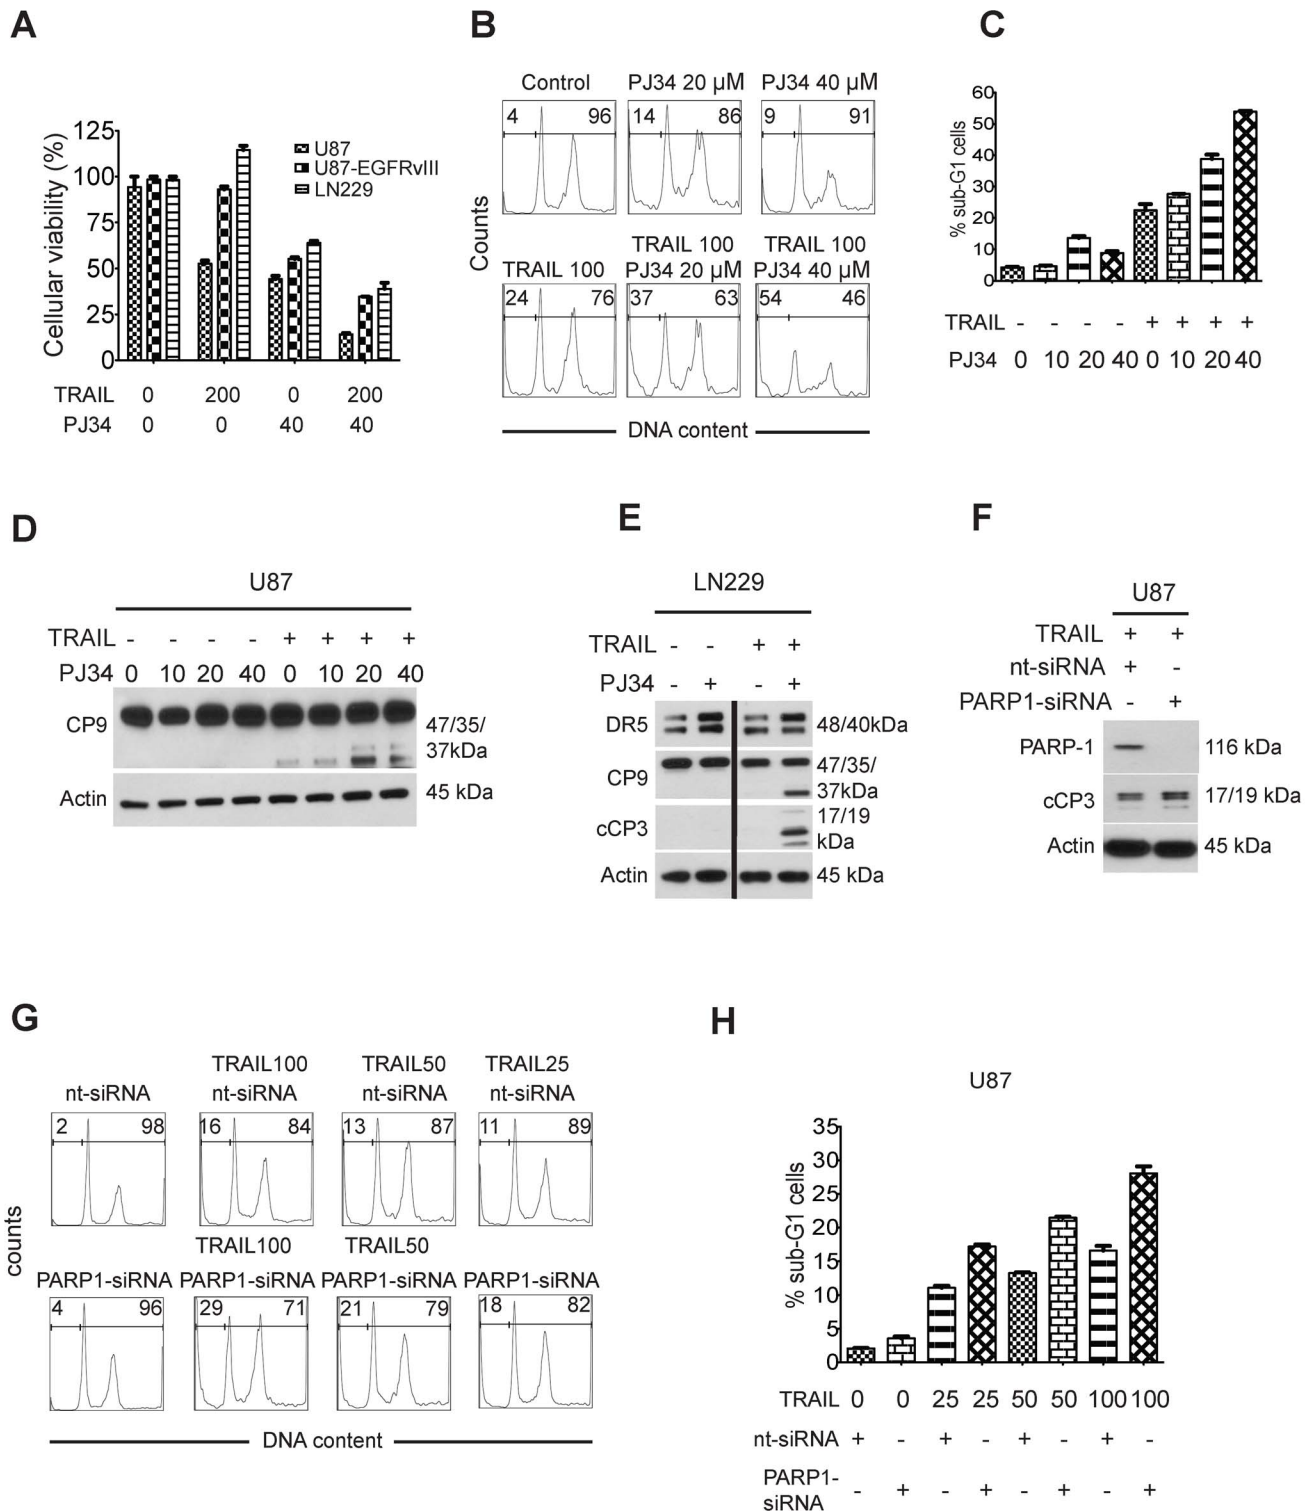 A
Cellular viability (%)
125
100
75
50
25
0
U87
U87-EGFRvIII
LN229
TRAIL 0 200 0 200
PJ34 0 0 40 40
B
Counts
Control PJ34 20 µM PJ34 40 µM
4 96 14 86 9 91
TRAIL 100 TRAIL 100
TRAIL 100 PJ34 20 µM PJ34 40 µM
24 76 37 63 54 46
DNA content
C
% sub-G1 cells
60
50
40
30
20
10
0
TRAIL - - - - + + + +
PJ34 0 10 20 40 0 10 20 40
D
U87
TRAIL - - - - + + + +
PJ34 0 10 20 40 0 10 20 40
CP9 47/35/
37kDa
Actin 45 kDa
E
LN229
TRAIL - - + +
PJ34 - + - +
DR5 48/40kDa
CP9 47/35/
37kDa
cCP3 17/19
kDa
Actin 45 kDa
F
U87
TRAIL + +
nt-siRNA + -
PARP1-siRNA - +
PARP-1 116 kDa
cCP3 17/19 kDa
Actin 45 kDa
G
counts
TRAIL100 TRAIL50 TRAIL25
nt-siRNA nt-siRNA nt-siRNA nt-siRNA
2 98 16 84 13 87 11 89
TRAIL100 TRAIL50
PARP1-siRNA PARP1-siRNA PARP1-siRNA PARP1-siRNA
4 96 29 71 21 79 18 82
DNA content
H
U87
% sub-G1 cells
35
30
25
20
15
10
5
0
TRAIL 0 0 25 25 50 50 100 100
nt-siRNA + - + - + - + -
PARP1-
siRNA - + - + - + - +